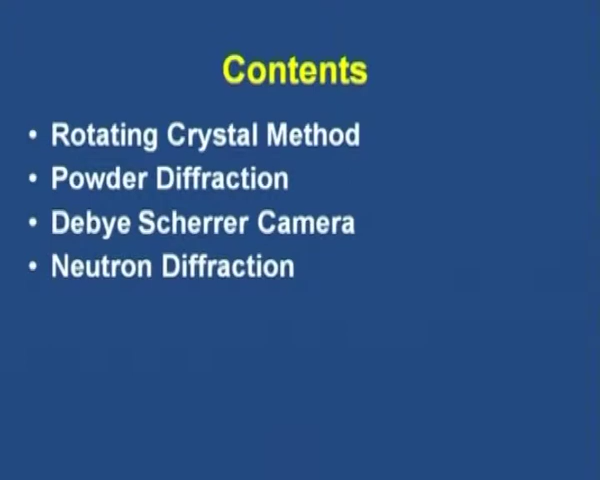 Contents
• Rotating Crystal Method
• Powder Diffraction
• Debye Scherrer Camera
• Neutron Diffraction